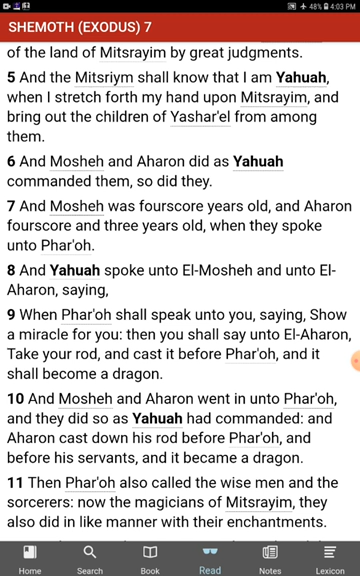 48% 4:03 PM
SHEMOTH (EXODUS) 7
of the land of Mitsrayim by great judgments.
5 And the Mitsriym shall know that I am Yahuah,
when I stretch forth my hand upon Mitsrayim, and
bring out the children of Yashar'el from among
them.
6 And Mosheh and Aharon did as Yahuah
commanded them, so did they.
7 And Mosheh was fourscore years old, and Aharon
fourscore and three years old, when they spoke
unto Phar'oh.
8 And Yahuah spoke unto El-Mosheh and unto El-
Aharon, saying,
9 When Phar'oh shall speak unto you, saying, Show
a miracle for you: then you shall say unto El-Aharon,
Take your rod, and cast it before Phar'oh, and it
shall become a dragon.
10 And Mosheh and Aharon went in unto Phar'oh,
and they did so as Yahuah had commanded: and
Aharon cast down his rod before Phar'oh, and
before his servants, and it became a dragon.
11 Then Phar'oh also called the wise men and the
sorcerers: now the magicians of Mitsrayim, they
also did in like manner with their enchantments.
Home Search Book Read Notes Lexicon